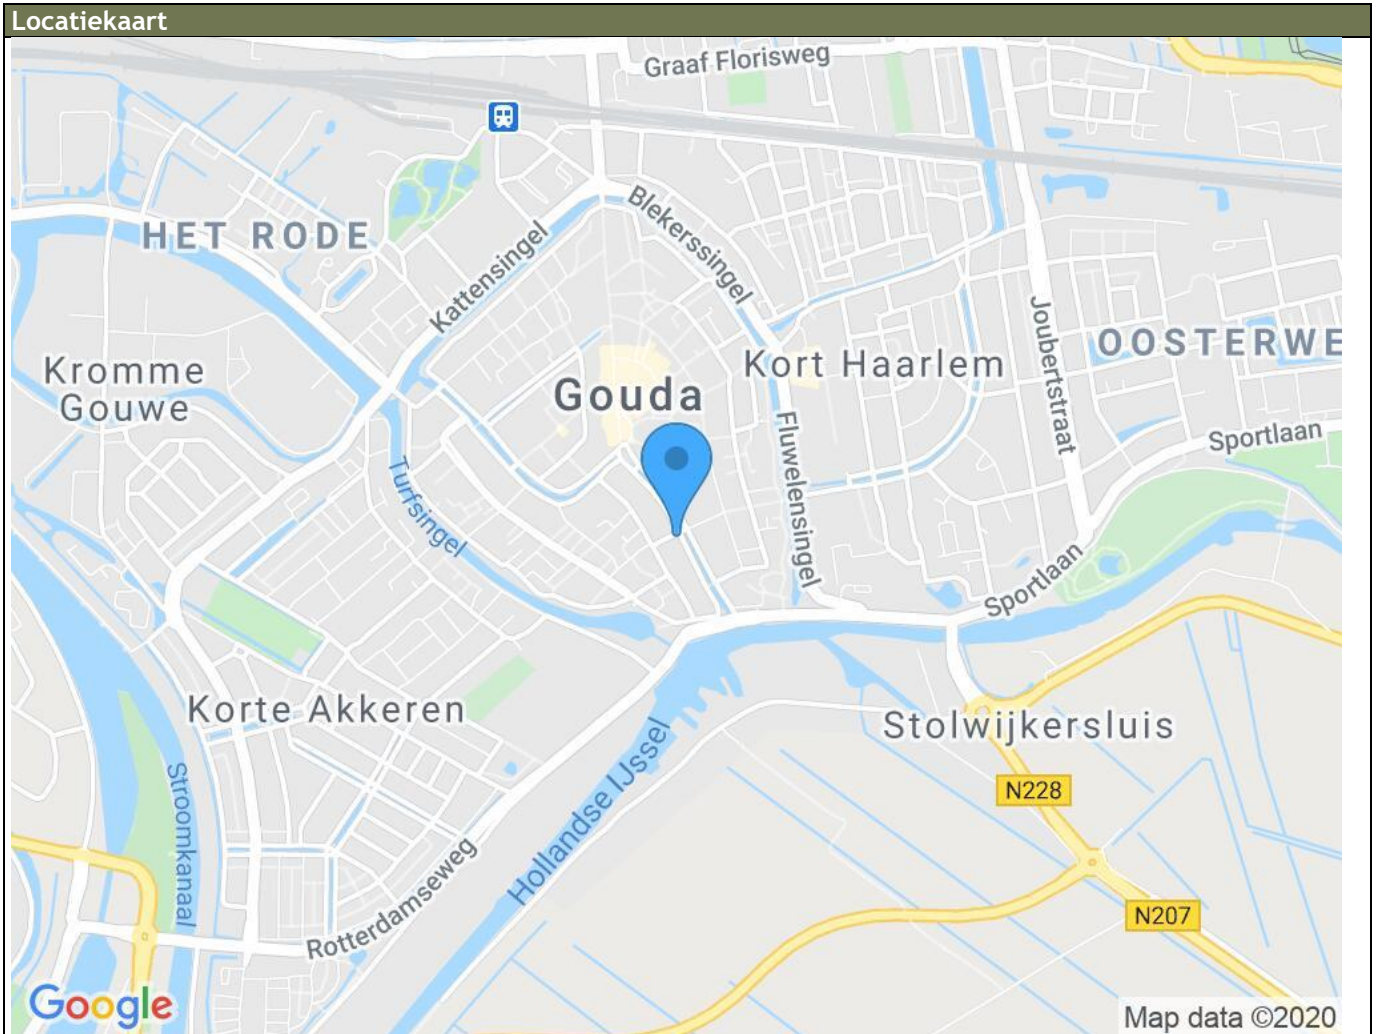 Locatiekaart
Graaf Florisweg
Blekerssingel
HET RODE
Kattensingel
Joubertstraat
OOSTERWE
Kort Haarlem
Kromme
Gouwe
Gouda
Fluwelensingel
Sportlaan
Turfsingel
Sportlaan
Korte Akkeren
Stolwijkersluis
Hollandse IJssel
Stroomkanaal
N228
Rotterdamseweg
N207
Google
Map data ©2020